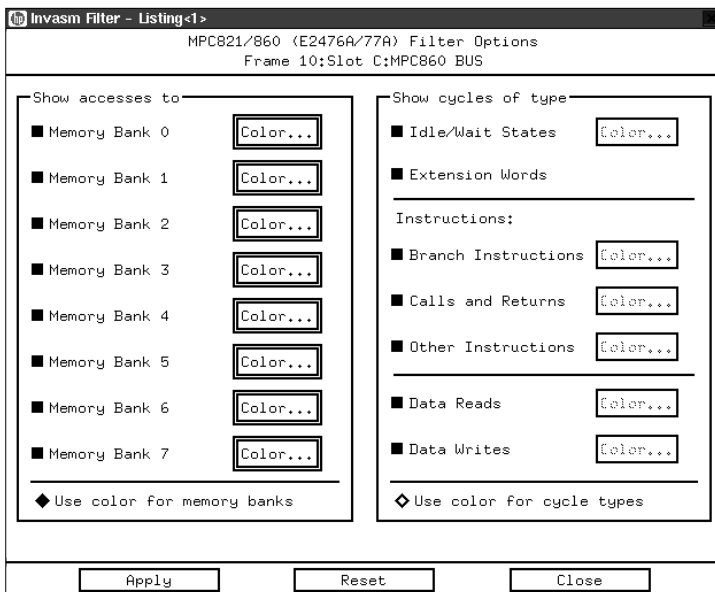 hp Invasm Filter - Listing<1>
MPC821/860 (E2476A/77A) Filter Options
Frame 10:Slot C:MPC860 BUS
Show accesses to
Memory Bank 0 Color...
Memory Bank 1 Color...
Memory Bank 2 Color...
Memory Bank 3 Color...
Memory Bank 4 Color...
Memory Bank 5 Color...
Memory Bank 6 Color...
Memory Bank 7 Color...
Use color for memory banks
Show cycles of type
Idle/Wait States Color...
Extension Words
Instructions:
Branch Instructions Color...
Calls and Returns Color...
Other Instructions Color...
Data Reads Color...
Data Writes Color...
Use color for cycle types
Apply Reset Close